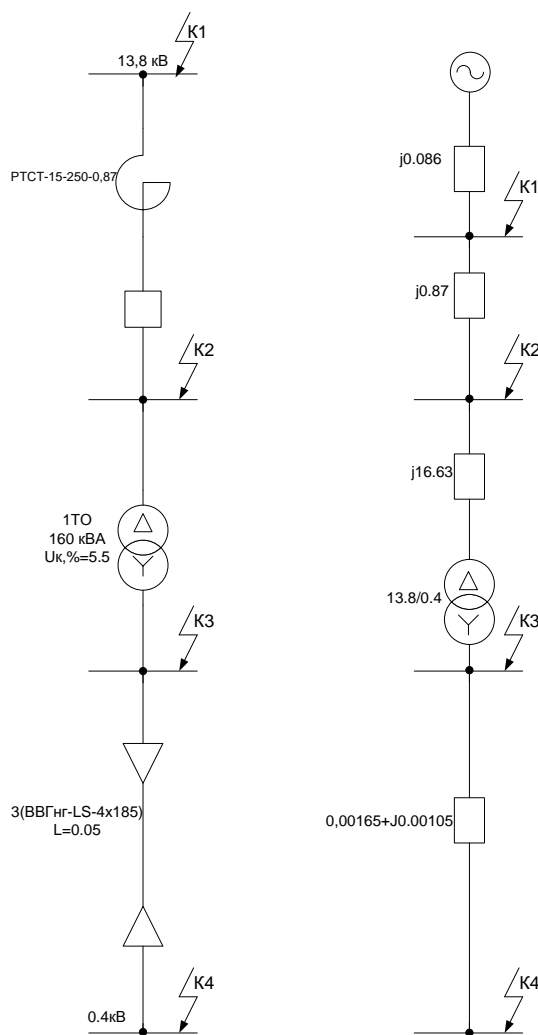 К1
13,8 кВ
РТСТ-15-250-0,87
К2
1ТО
160 кВА
Uк,%=5.5
К3
3(ВВГнг-LS-4х185)
L=0.05
К4
0.4кВ
j0.086
К1
j0.87
К2
j16.63
13.8/0.4
К3
0,00165+J0.00105
К4